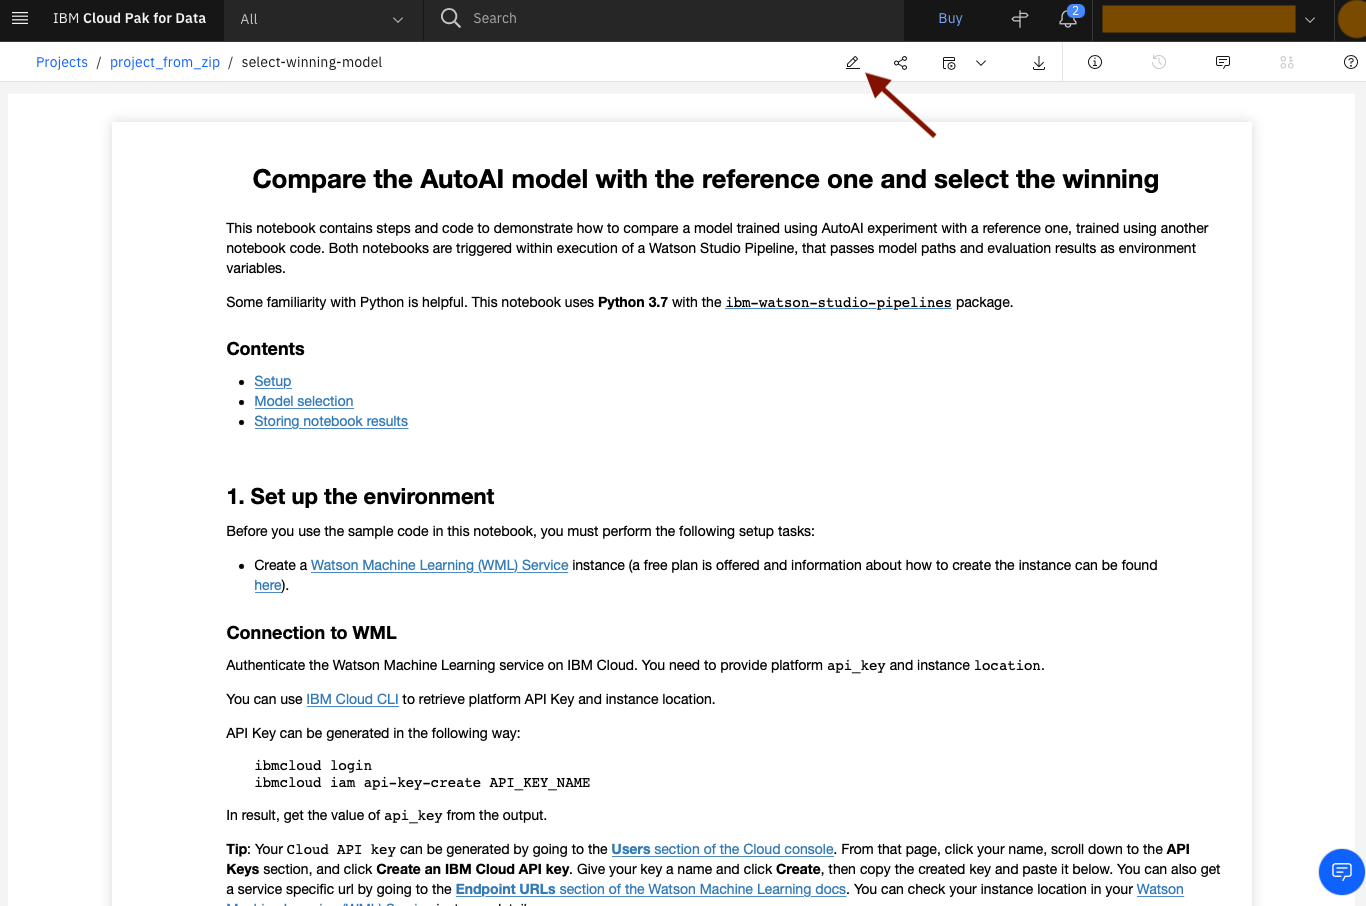 IBM Cloud Pak for Data All Search Buy 2
Projects / project_from_zip / select-winning-model
Compare the AutoAI model with the reference one and select the winning
This notebook contains steps and code to demonstrate how to compare a model trained using AutoAI experiment with a reference one, trained using another
notebook code. Both notebooks are triggered within execution of a Watson Studio Pipeline, that passes model paths and evaluation results as environment
variables.
Some familiarity with Python is helpful. This notebook uses Python 3.7 with the ibm-watson-studio-pipelines package.
Contents
• Setup
• Model selection
• Storing notebook results
1. Set up the environment
Before you use the sample code in this notebook, you must perform the following setup tasks:
• Create a Watson Machine Learning (WML) Service instance (a free plan is offered and information about how to create the instance can be found
here).
Connection to WML
Authenticate the Watson Machine Learning service on IBM Cloud. You need to provide platform api_key and instance location.
You can use IBM Cloud CLI to retrieve platform API Key and instance location.
API Key can be generated in the following way:
ibmcloud login
ibmcloud iam api-key-create API_KEY_NAME
In result, get the value of api_key from the output.
Tip: Your Cloud API key can be generated by going to the Users section of the Cloud console. From that page, click your name, scroll down to the API
Keys section, and click Create an IBM Cloud API key. Give your key a name and click Create, then copy the created key and paste it below. You can also get
a service specific url by going to the Endpoint URLs section of the Watson Machine Learning docs. You can check your instance location in your Watson